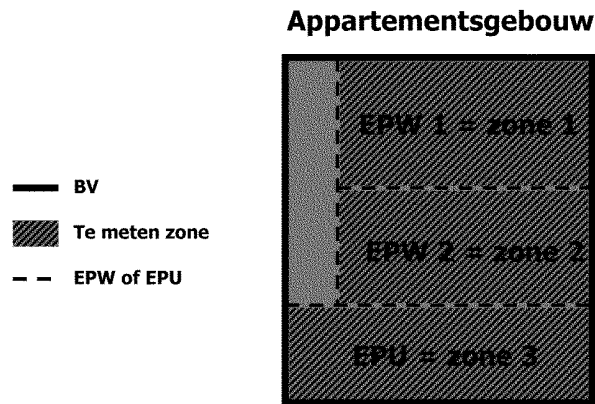 Appartementsgebouw
EPW 1 = zone 1
BV
Te meten zone
EPW of EPU
EPW 2 = zone 2
EPU = zone 3